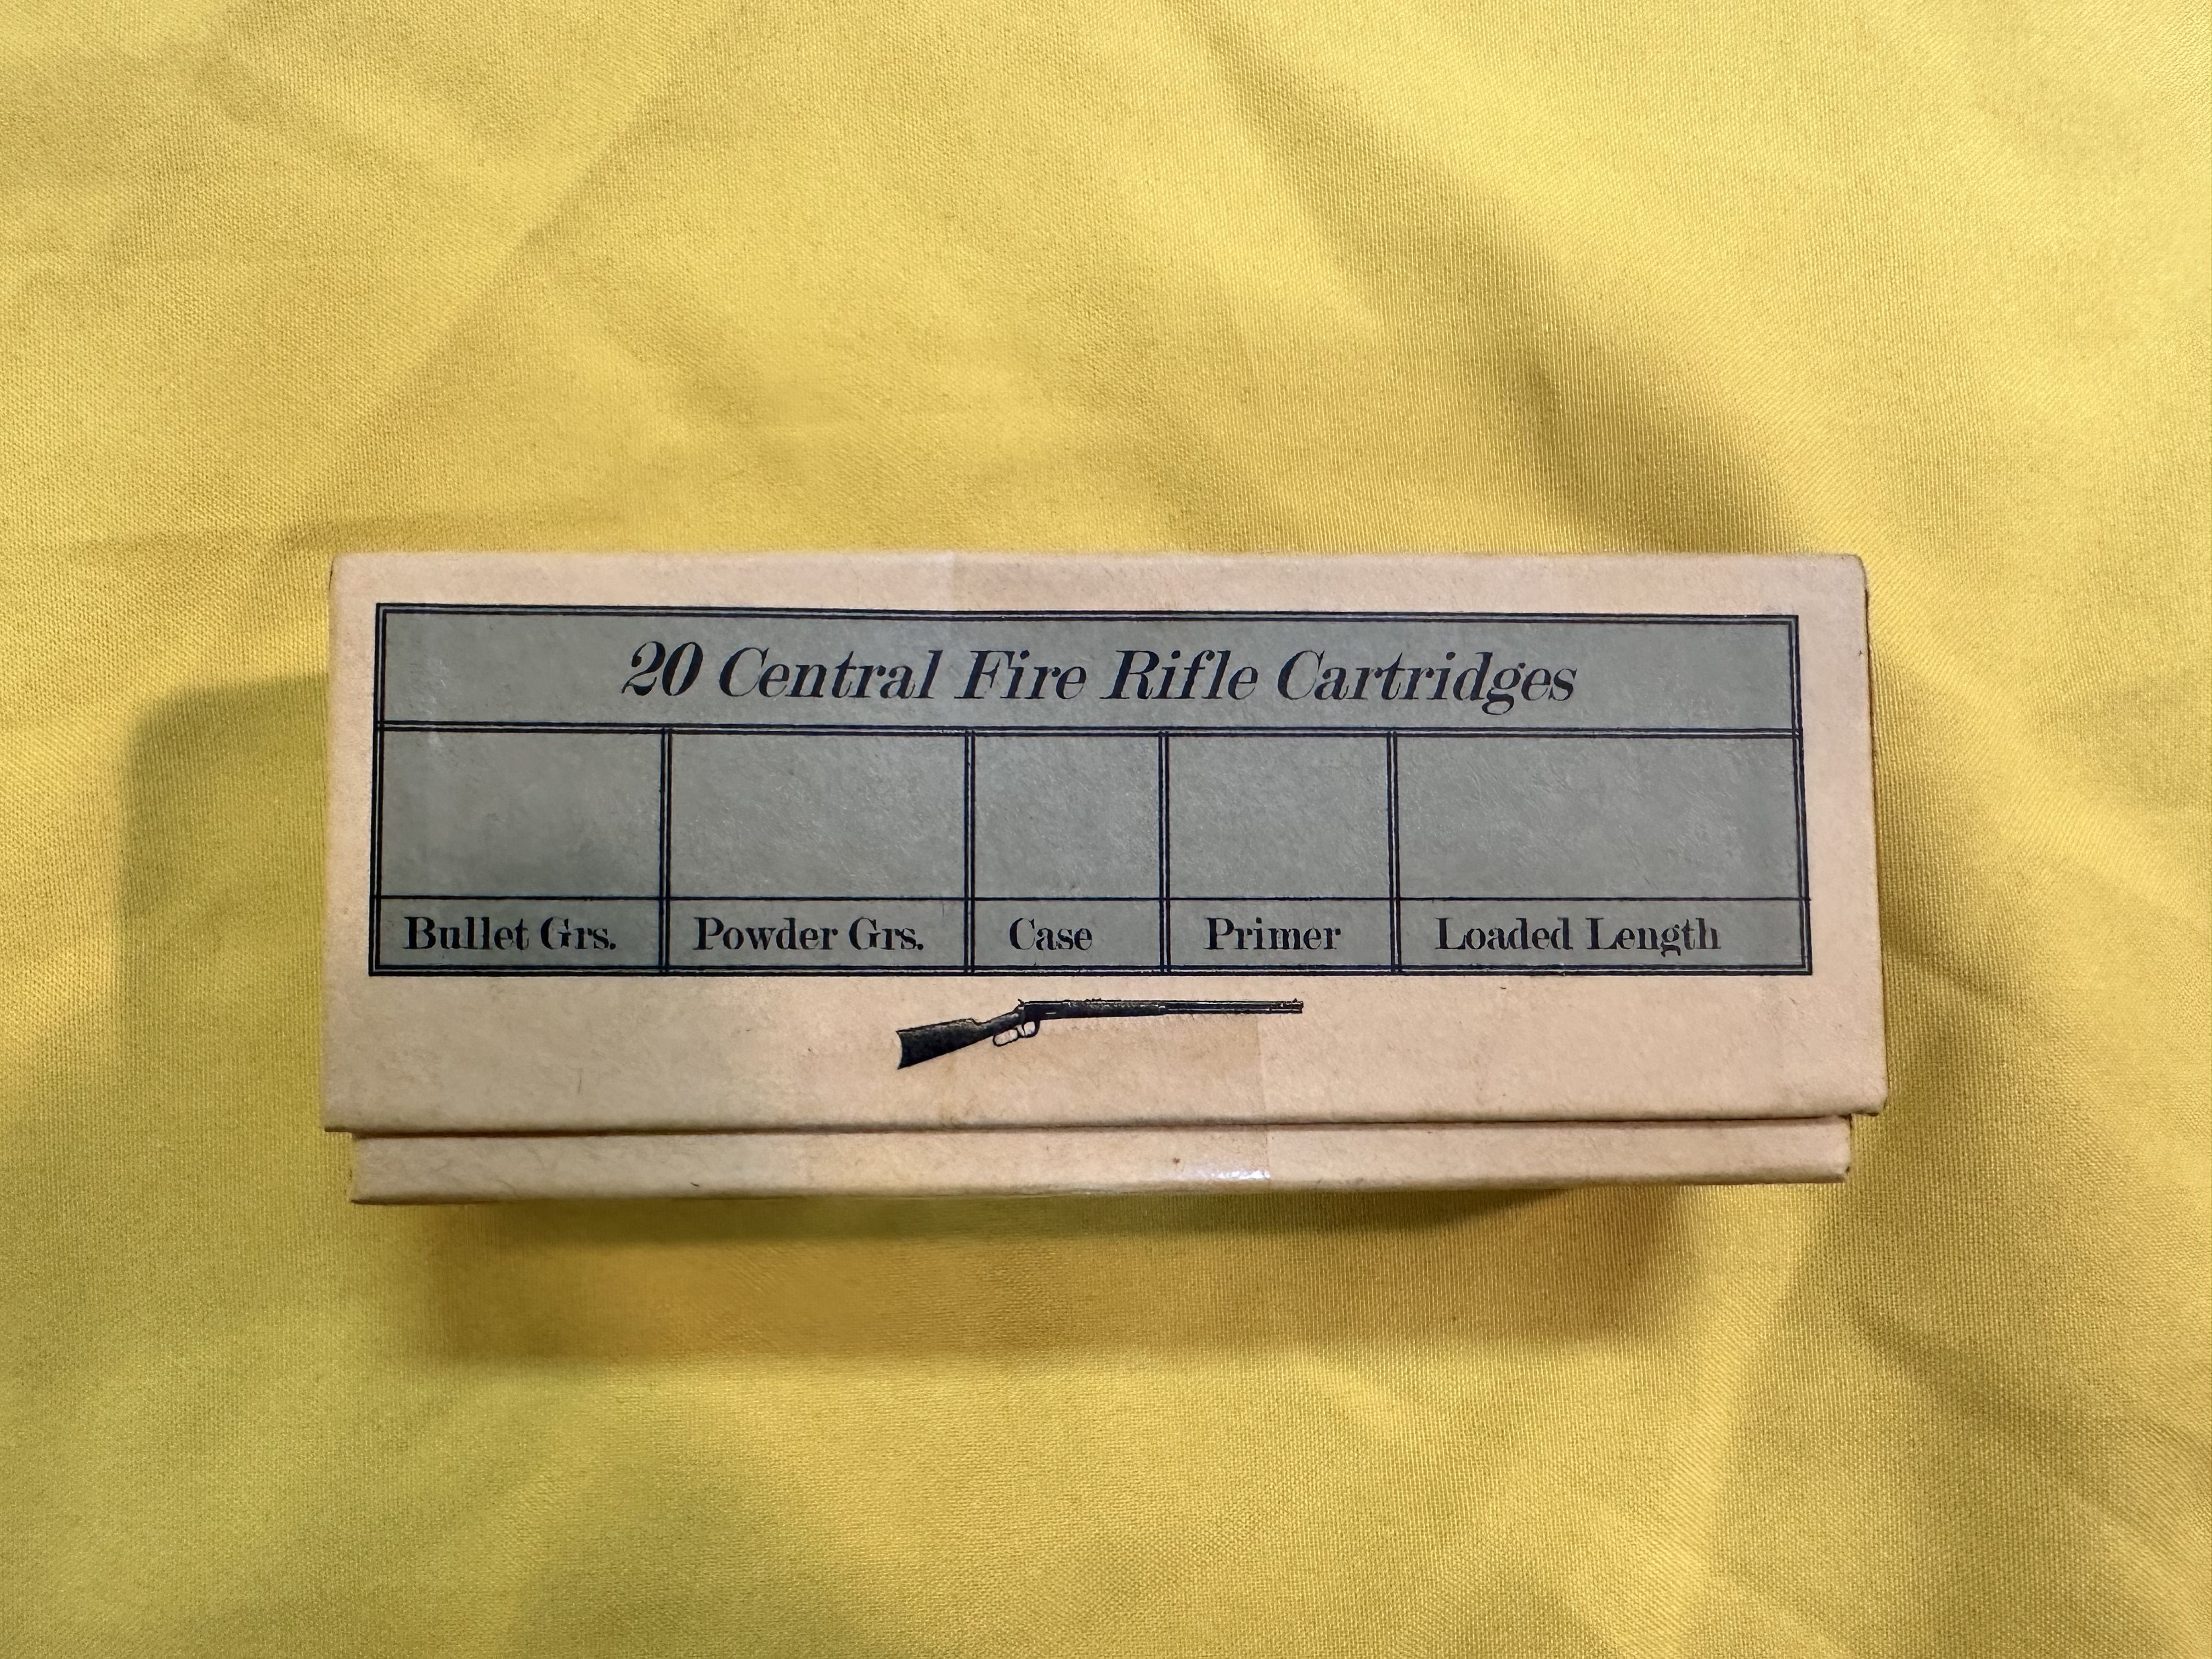 20 Central Fire Rifle Cartridges
Bullet Grs. Powder Grs. Case Primer Loaded Length